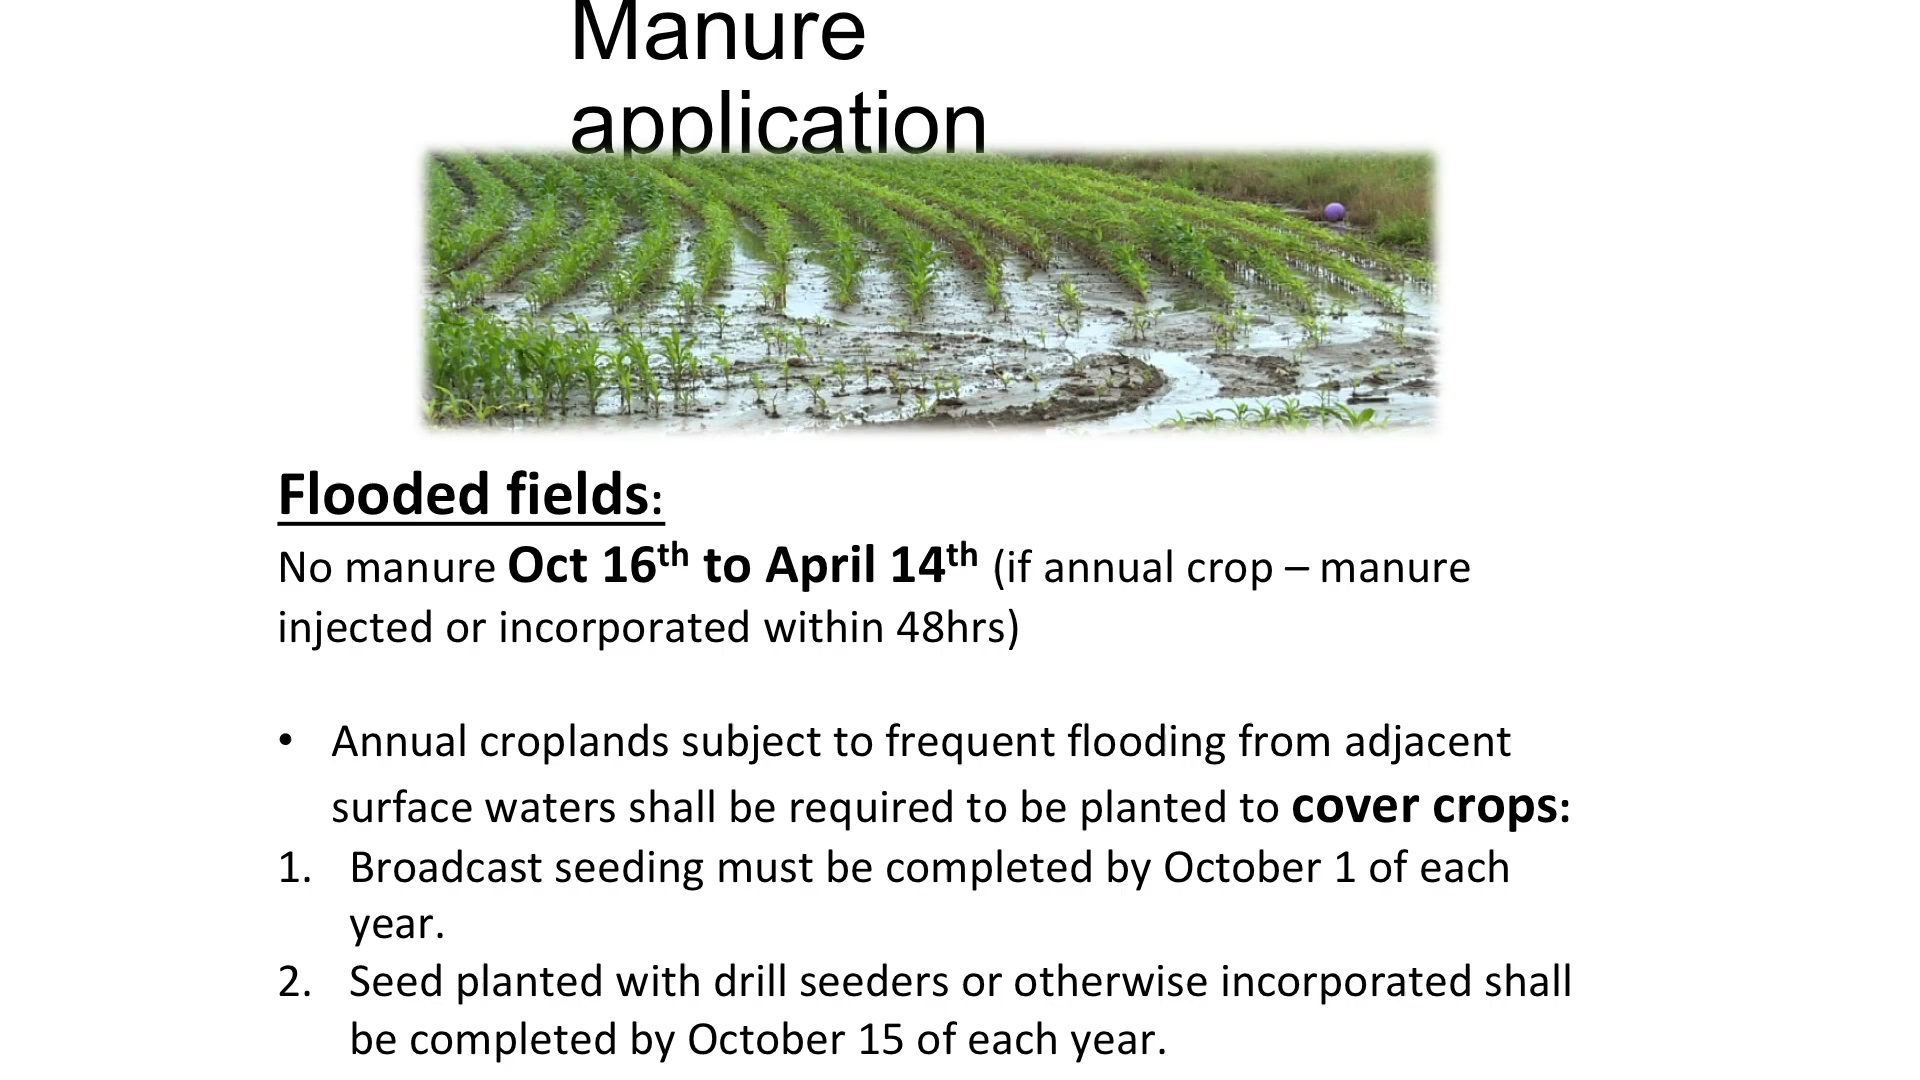 Manure
application
Flooded fields:
No manure Oct 16th to April 14th (if annual crop – manure
injected or incorporated within 48hrs)
• Annual croplands subject to frequent flooding from adjacent
surface waters shall be required to be planted to cover crops:
1. Broadcast seeding must be completed by October 1 of each
year.
2. Seed planted with drill seeders or otherwise incorporated shall
be completed by October 15 of each year.